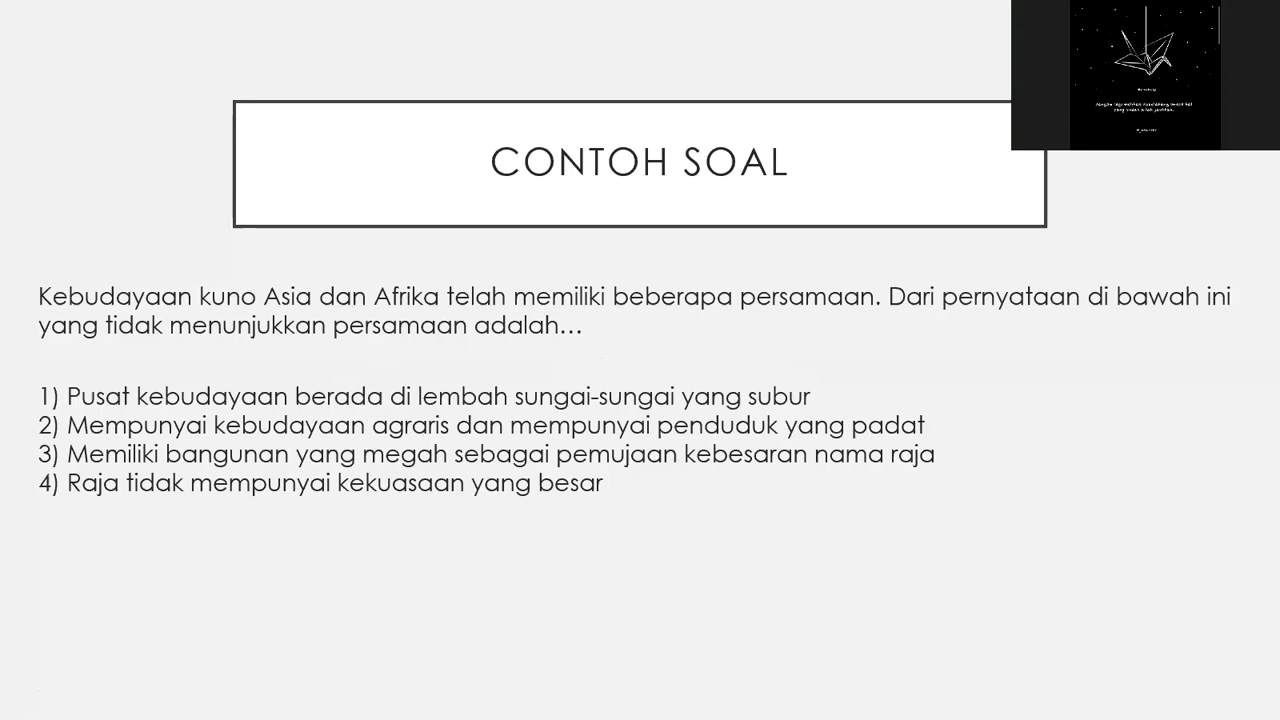 CONTOH SOAL
Kebudayaan kuno Asia dan Afrika telah memiliki beberapa persamaan. Dari pernyataan di bawah ini
yang tidak menunjukkan persamaan adalah...
1) Pusat kebudayaan berada di lembah sungai-sungai yang subur
2) Mempunyai kebudayaan agraris dan mempunyai penduduk yang padat
3) Memiliki bangunan yang megah sebagai pemujaan kebesaran nama raja
4) Raja tidak mempunyai kekuasaan yang besar